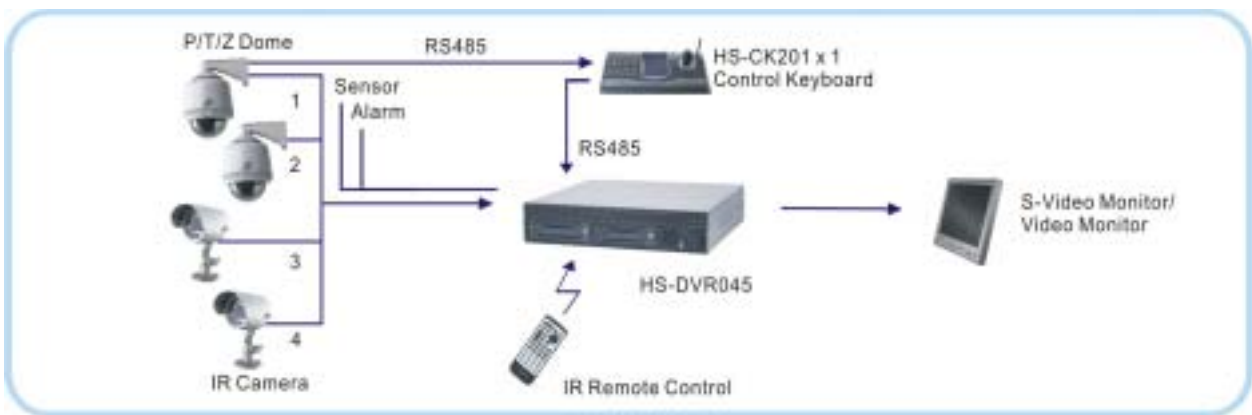 P/T/Z Dome
RS485
HS-CK201 x 1
Control Keyboard
Sensor
Alarm
1
2
RS485
S-Video Monitor/
Video Monitor
3
HS-DVR045
4
IR Camera
IR Remote Control